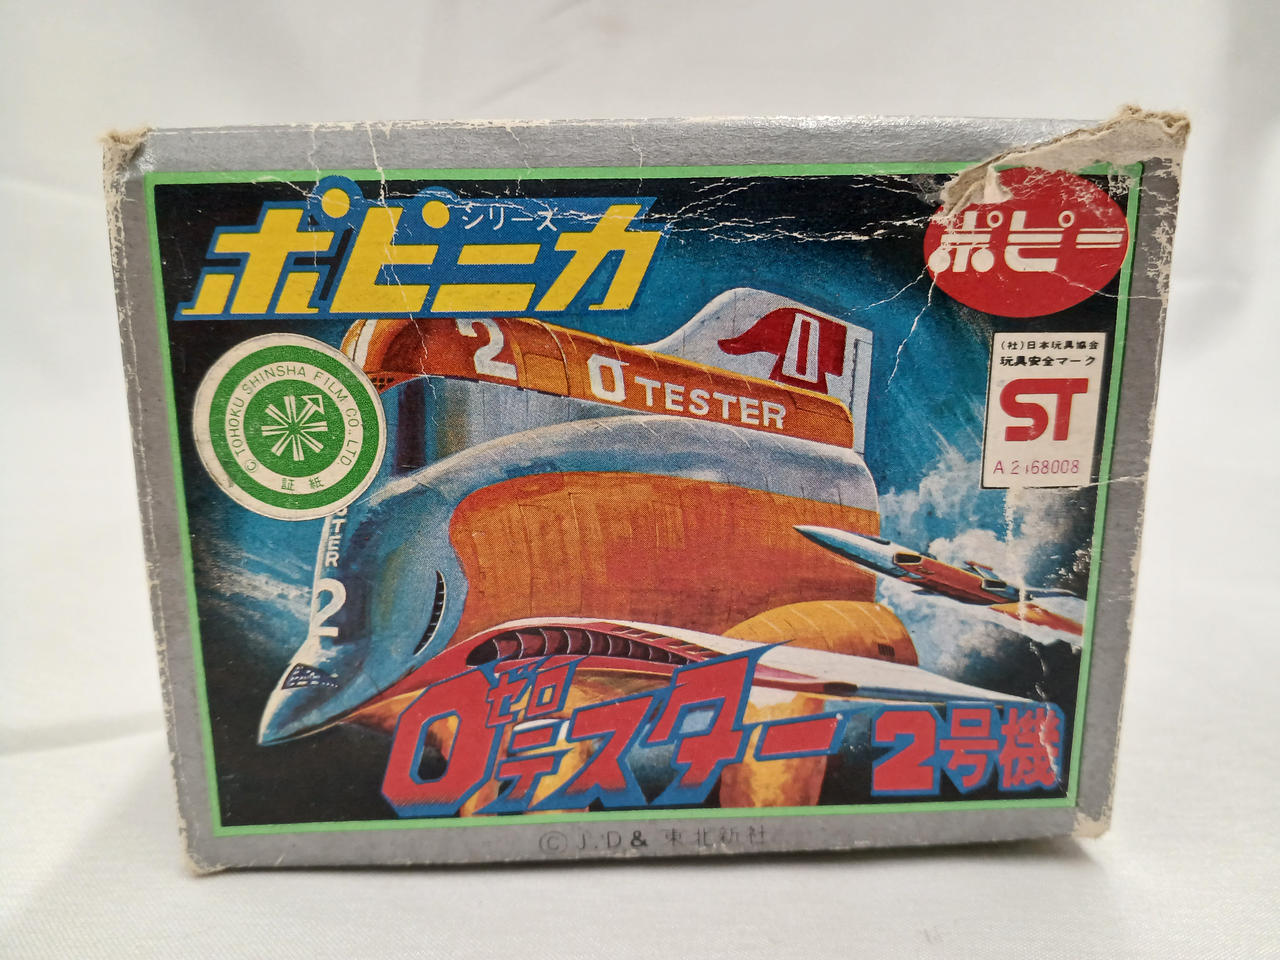 ポピニカ
シリーズ
ポピー
(社)日本玩具協会
玩具安全マーク
ST
© TOHOKU SHINSHA FILM CO., LTD.
証紙
2
0 TESTER
0
TER
2
0テスター 2号機
ゼロ
© J.D & 東北新社